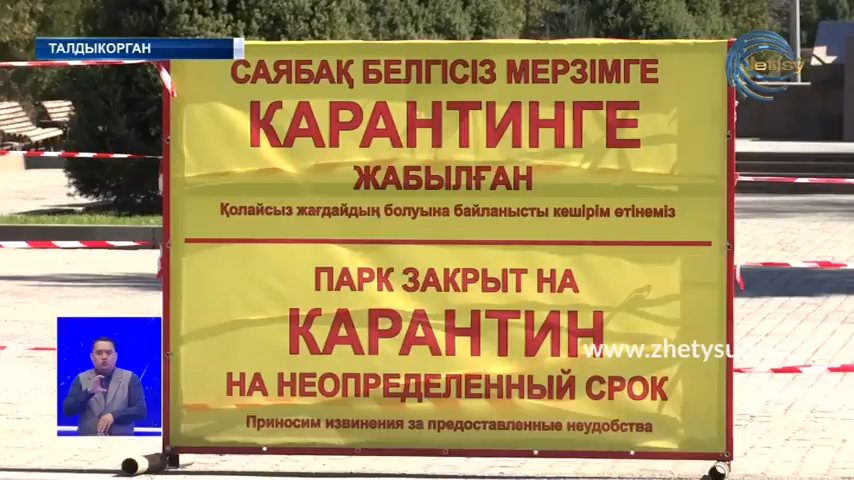 ТАЛДЫКОРГАН
Jetisy
САЯБАҚ БЕЛГІСІЗ МЕРЗІМГЕ
КАРАНТИНГЕ
ЖАБЫЛҒАН
Қолайсыз жағдайдың болуына байланысты кешірім өтінеміз
ПАРК ЗАКРЫТ НА
КАРАНТИН
www.zhetysu
НА НЕОПРЕДЕЛЕННЫЙ СРОК
Приносим извинения за предоставленные неудобства